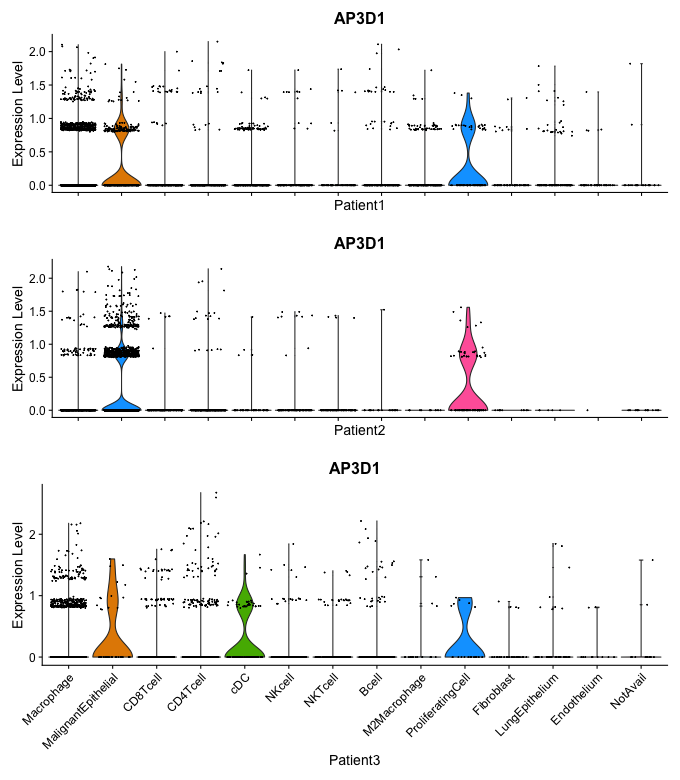 AP3D1
2.0
1.5
1.0
0.5
0.0
Expression Level
Patient1
AP3D1
2.0
1.5
1.0
0.5
0.0
Expression Level
Patient2
AP3D1
2
1
0
Expression Level
Macrophage
MalignantEpithelial
CD8Tcell
CD4Tcell
cDC
NKcell
NKTcell
Bcell
M2Macrophage
ProliferatingCell
Fibroblast
LungEpithelium
Endothelium
NotAvail
Patient3